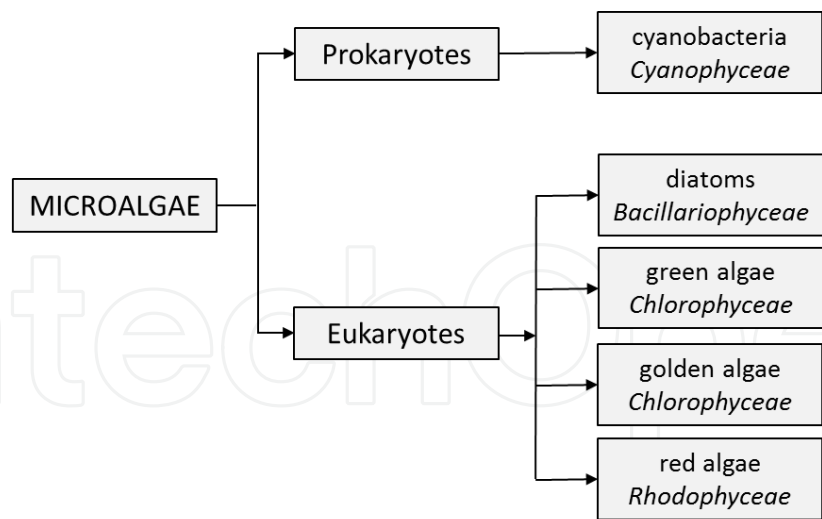 MICROALGAE
Prokaryotes
cyanobacteria
Cyanophyceae
Eukaryotes
diatoms
Bacillariophyceae
green algae
Chlorophyceae
golden algae
Chlorophyceae
red algae
Rhodophyceae